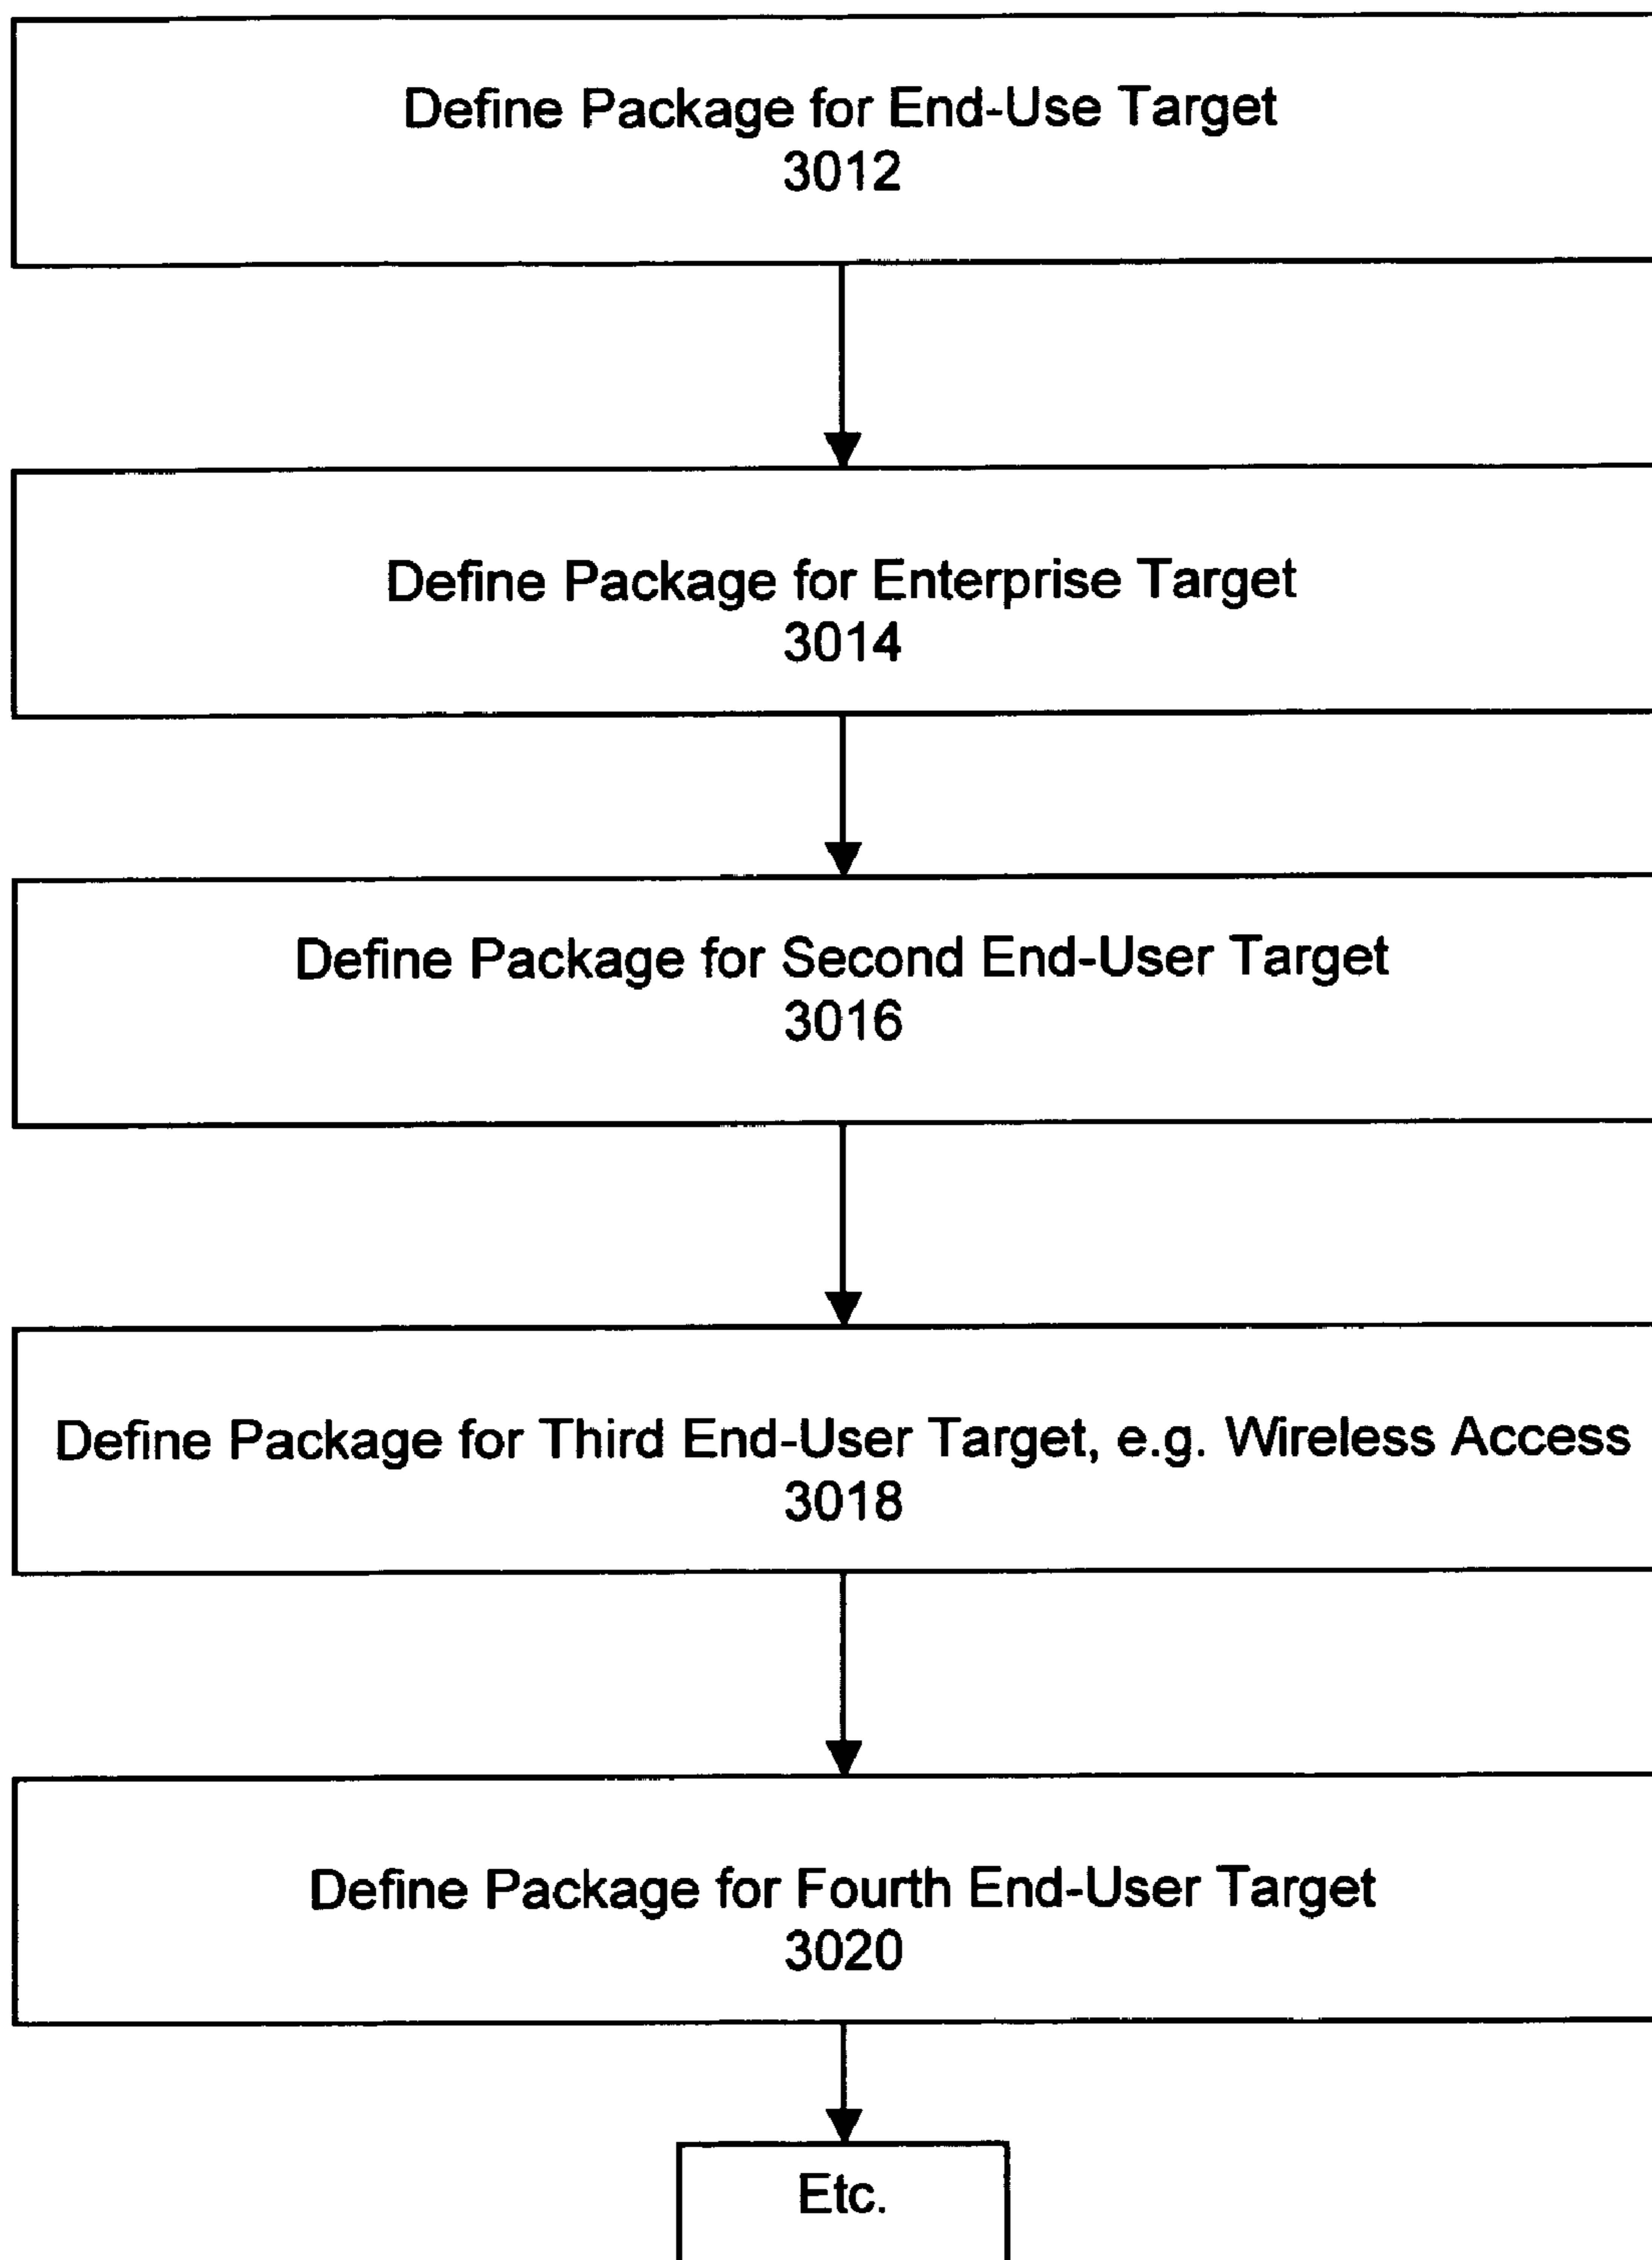 Define Package for End-Use Target
3012
Define Package for Enterprise Target
3014
Define Package for Second End-User Target
3016
Define Package for Third End-User Target, e.g. Wireless Access
3018
Define Package for Fourth End-User Target
3020
Etc.